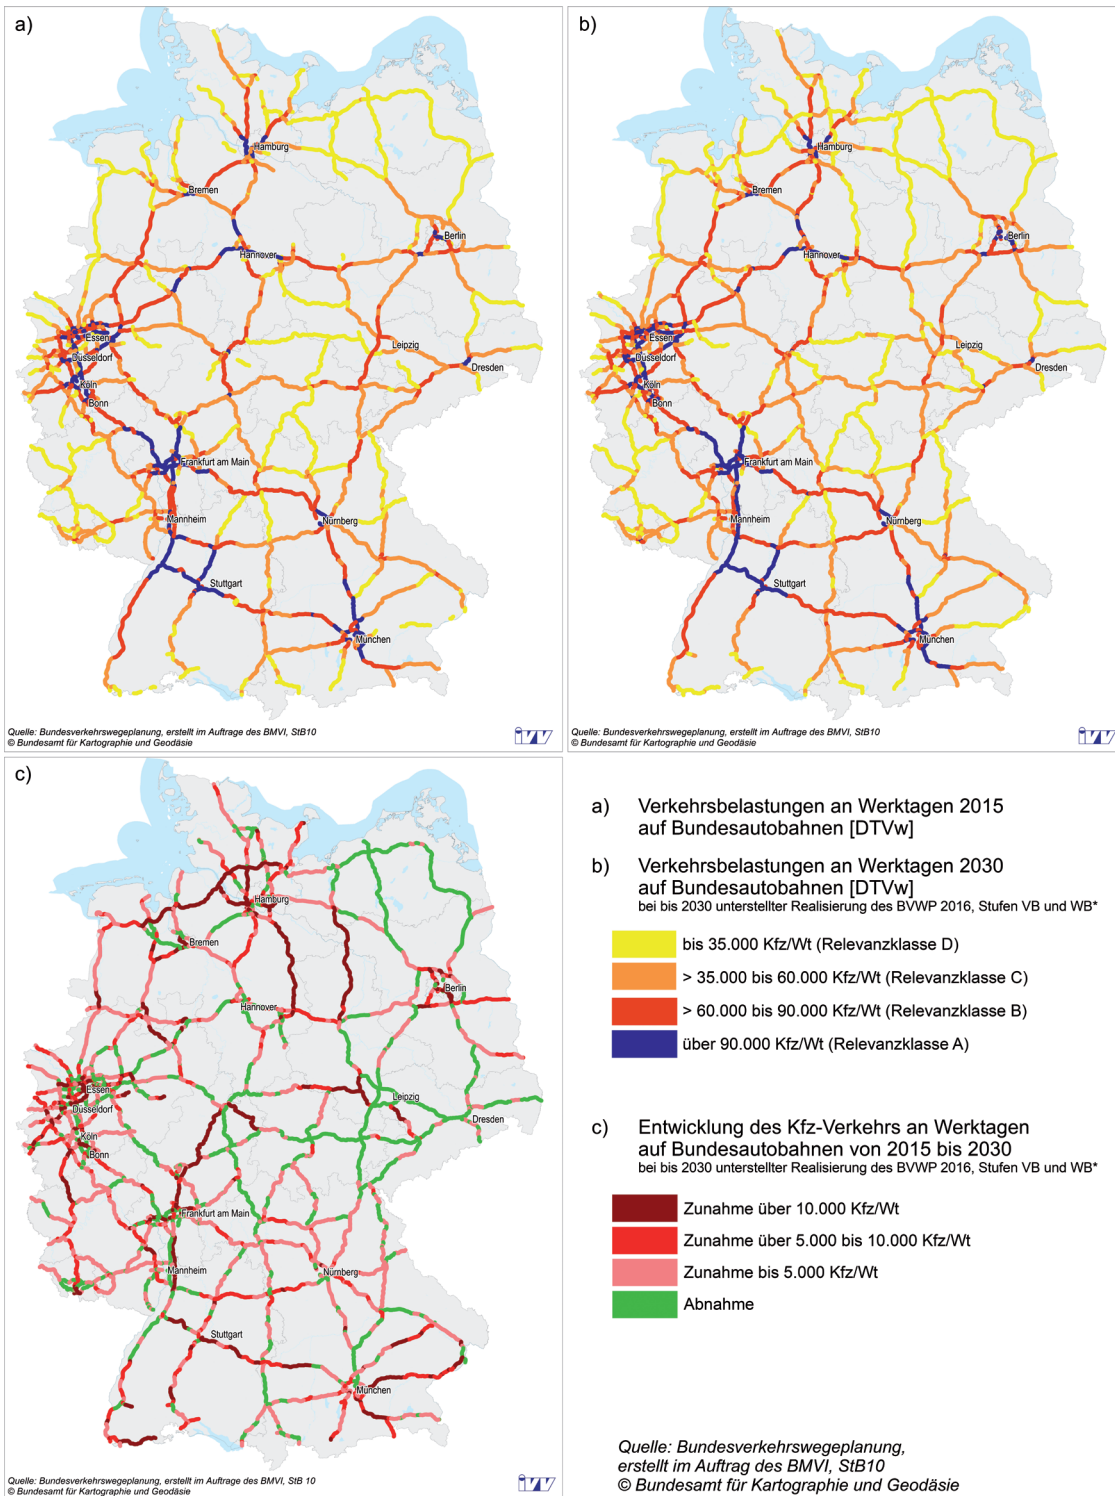 a)
Hamburg
Bremen
Berlin
Hannover
Essen
Düsseldorf
Leipzig
Dresden
Köln
Bonn
Frankfurt am Main
Mannheim
Nürnberg
Stuttgart
München
Quelle: Bundesverkehrswegeplanung, erstellt im Auftrage des BMVI, StB10
© Bundesamt für Kartographie und Geodäsie
IVV
b)
Hamburg
Bremen
Berlin
Hannover
Essen
Düsseldorf
Leipzig
Dresden
Köln
Bonn
Frankfurt am Main
Mannheim
Nürnberg
Stuttgart
München
Quelle: Bundesverkehrswegeplanung, erstellt im Auftrage des BMVI, StB10
© Bundesamt für Kartographie und Geodäsie
IVV
c)
Hamburg
Bremen
Berlin
Hannover
Essen
Düsseldorf
Leipzig
Dresden
Köln
Bonn
Frankfurt am Main
Mannheim
Nürnberg
Stuttgart
München
Quelle: Bundesverkehrswegeplanung, erstellt im Auftrage des BMVI, StB 10
© Bundesamt für Kartographie und Geodäsie
IVV
a) Verkehrsbelastungen an Werktagen 2015
auf Bundesautobahnen [DTVw]
b) Verkehrsbelastungen an Werktagen 2030
auf Bundesautobahnen [DTVw]
bei bis 2030 unterstellter Realisierung des BVWP 2016, Stufen VB und WB*
bis 35.000 Kfz/Wt (Relevanzklasse D)
> 35.000 bis 60.000 Kfz/Wt (Relevanzklasse C)
> 60.000 bis 90.000 Kfz/Wt (Relevanzklasse B)
über 90.000 Kfz/Wt (Relevanzklasse A)
c) Entwicklung des Kfz-Verkehrs an Werktagen
auf Bundesautobahnen von 2015 bis 2030
bei bis 2030 unterstellter Realisierung des BVWP 2016, Stufen VB und WB*
Zunahme über 10.000 Kfz/Wt
Zunahme über 5.000 bis 10.000 Kfz/Wt
Zunahme bis 5.000 Kfz/Wt
Abnahme
Quelle: Bundesverkehrswegeplanung,
erstellt im Auftrag des BMVI, StB10
© Bundesamt für Kartographie und Geodäsie